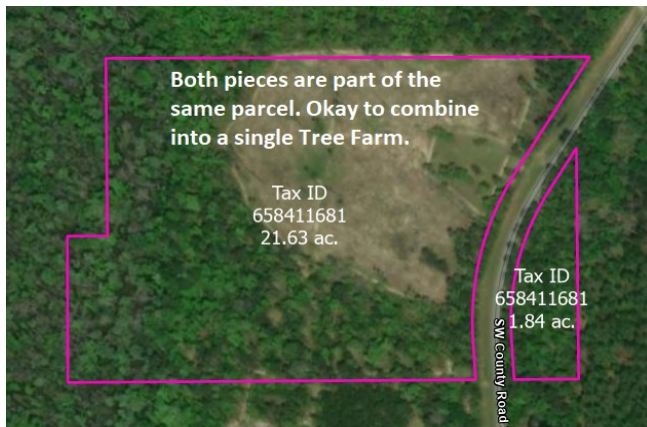 Both pieces are part of the
same parcel. Okay to combine
into a single Tree Farm.
Tax ID
658411681
21.63 ac.
Tax ID
658411681
1.84 ac.
SW County Road